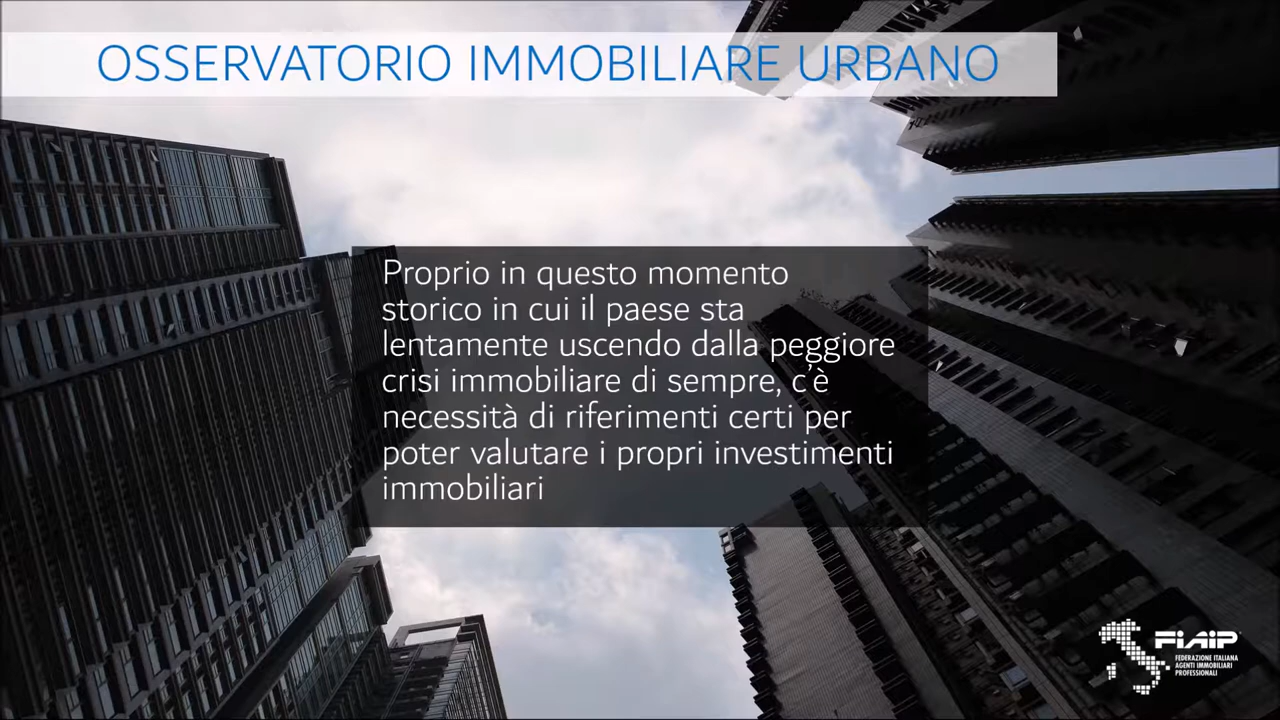 OSSERVATORIO IMMOBILIARE URBANO
Proprio in questo momento
storico in cui il paese sta
lentamente uscendo dalla peggiore
crisi immobiliare di sempre, c'è
necessità di riferimenti certi per
poter valutare i propri investimenti
immobiliari
FIAIP
FEDERAZIONE ITALIANA
AGENTI IMMOBILIARI
PROFESSIONALI